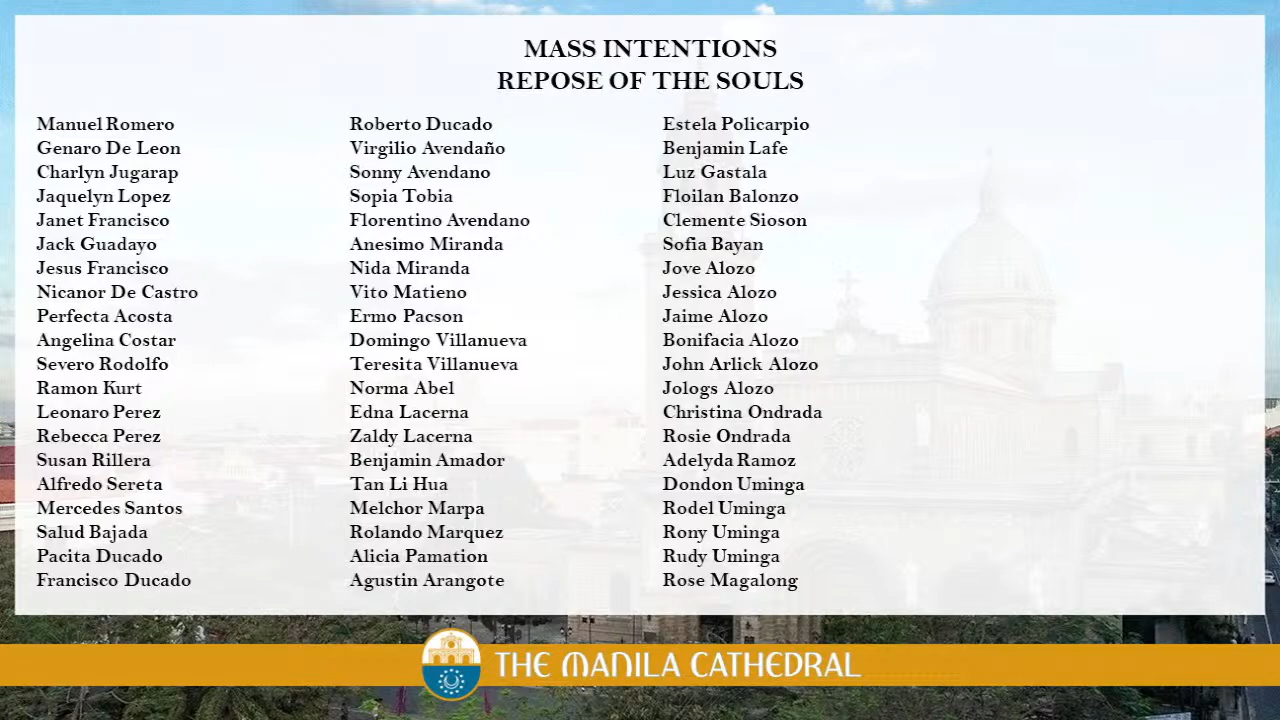 MASS INTENTIONS
REPOSE OF THE SOULS
Manuel Romero
Genaro De Leon
Charlyn Jugarap
Jaquelyn Lopez
Janet Francisco
Jack Guadayo
Jesus Francisco
Nicanor De Castro
Perfecta Acosta
Angelina Costar
Severo Rodolfo
Ramon Kurt
Leonaro Perez
Rebecca Perez
Susan Rillera
Alfredo Sereta
Mercedes Santos
Salud Bajada
Pacita Ducado
Francisco Ducado
Roberto Ducado
Virgilio Avendaño
Sonny Avendano
Sopia Tobia
Florentino Avendano
Anesimo Miranda
Nida Miranda
Vito Matieno
Ermo Pacson
Domingo Villanueva
Teresita Villanueva
Norma Abel
Edna Lacerna
Zaldy Lacerna
Benjamin Amador
Tan Li Hua
Melchor Marpa
Rolando Marquez
Alicia Pamation
Agustin Arangote
Estela Policarpio
Benjamin Lafe
Luz Gastala
Floilan Balonzo
Clemente Sioson
Sofia Bayan
Jove Alozo
Jessica Alozo
Jaime Alozo
Bonifacia Alozo
John Arlick Alozo
Jologs Alozo
Christina Ondrada
Rosie Ondrada
Adelyda Ramoz
Dondon Uminga
Rodel Uminga
Rony Uminga
Rudy Uminga
Rose Magalong
THE MANILA CATHEDRAL